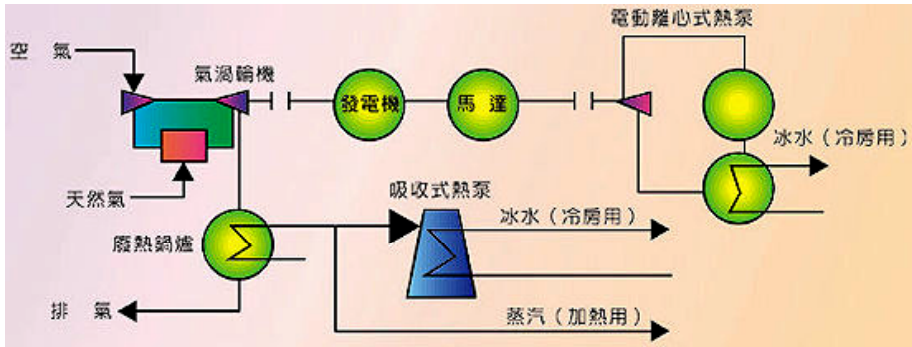 電動離心式熱泵
空 氣
氣渦輪機
發電機
馬 達
冰水（冷房用）
天然氣
吸收式熱泵
冰水（冷房用）
廢熱鍋爐
排 氣
蒸汽（加熱用）